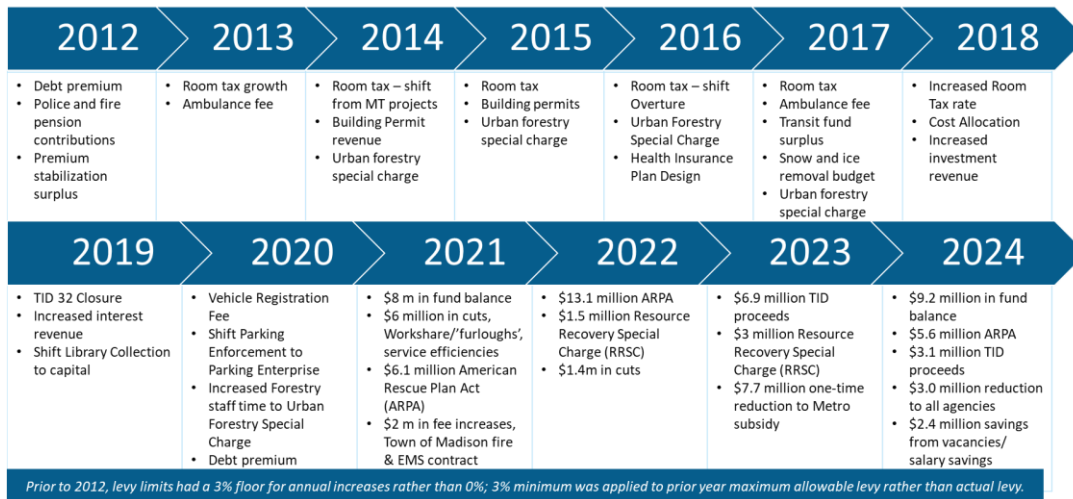 2012
2013
2014
2015
2016
2017
2018
• Debt premium
• Police and fire
pension
contributions
• Premium
stabilization
surplus
• Room tax growth
• Ambulance fee
• Room tax – shift
from MT projects
• Building Permit
revenue
• Urban forestry
special charge
• Room tax
• Building permits
• Urban forestry
special charge
• Room tax – shift
Overture
• Urban Forestry
Special Charge
• Health Insurance
Plan Design
• Room tax
• Ambulance fee
• Transit fund
surplus
• Snow and ice
removal budget
• Urban forestry
special charge
• Increased Room
Tax rate
• Cost Allocation
• Increased
investment
revenue
2019
2020
2021
2022
2023
2024
• TID 32 Closure
• Increased interest
revenue
• Shift Library Collection
to capital
• Vehicle Registration
Fee
• Shift Parking
Enforcement to
Parking Enterprise
• Increased Forestry
staff time to Urban
Forestry Special
Charge
• Debt premium
• $8 m in fund balance
• $6 million in cuts,
Workshare/'furloughs',
service efficiencies
• $6.1 million American
Rescue Plan Act
(ARPA)
• $2 m in fee increases,
Town of Madison fire
& EMS contract
• $13.1 million ARPA
• $1.5 million Resource
Recovery Special
Charge (RRSC)
• $1.4m in cuts
• $6.9 million TID
proceeds
• $3 million Resource
Recovery Special
Charge (RRSC)
• $7.7 million one-time
reduction to Metro
subsidy
• $9.2 million in fund
balance
• $5.6 million ARPA
• $3.1 million TID
proceeds
• $3.0 million reduction
to all agencies
• $2.4 million savings
from vacancies/
salary savings
Prior to 2012, levy limits had a 3% floor for annual increases rather than 0%; 3% minimum was applied to prior year maximum allowable levy rather than actual levy.